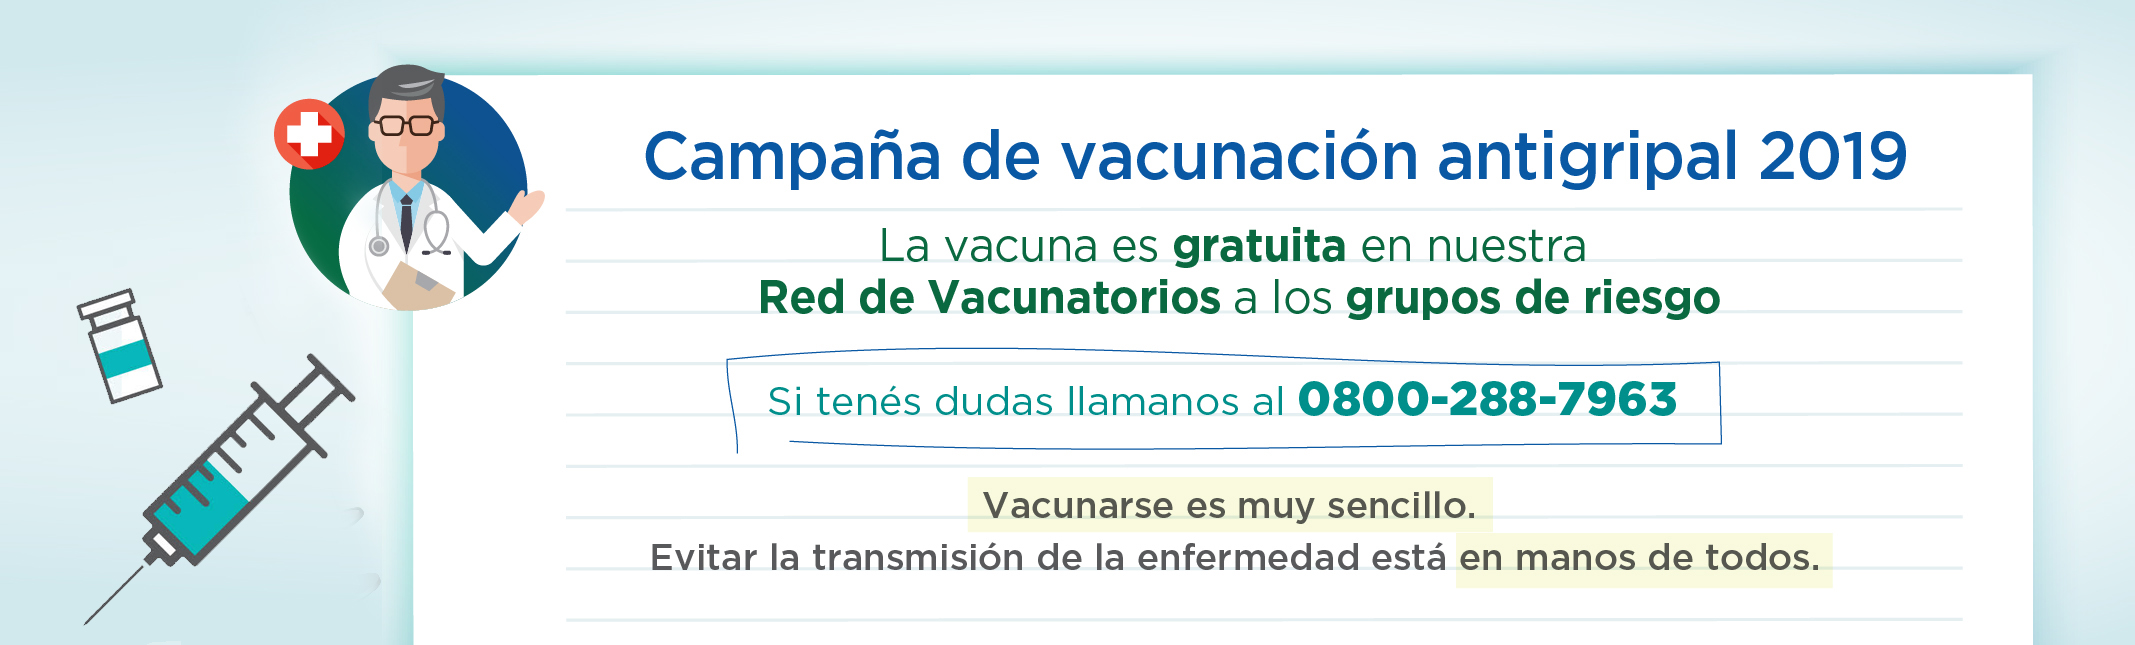 Campaña de vacunación antigripal 2019
La vacuna es gratuita en nuestra
Red de Vacunatorios a los grupos de riesgo
Si tenés dudas llamanos al 0800-288-7963
Vacunarse es muy sencillo.
Evitar la transmisión de la enfermedad está en manos de todos.